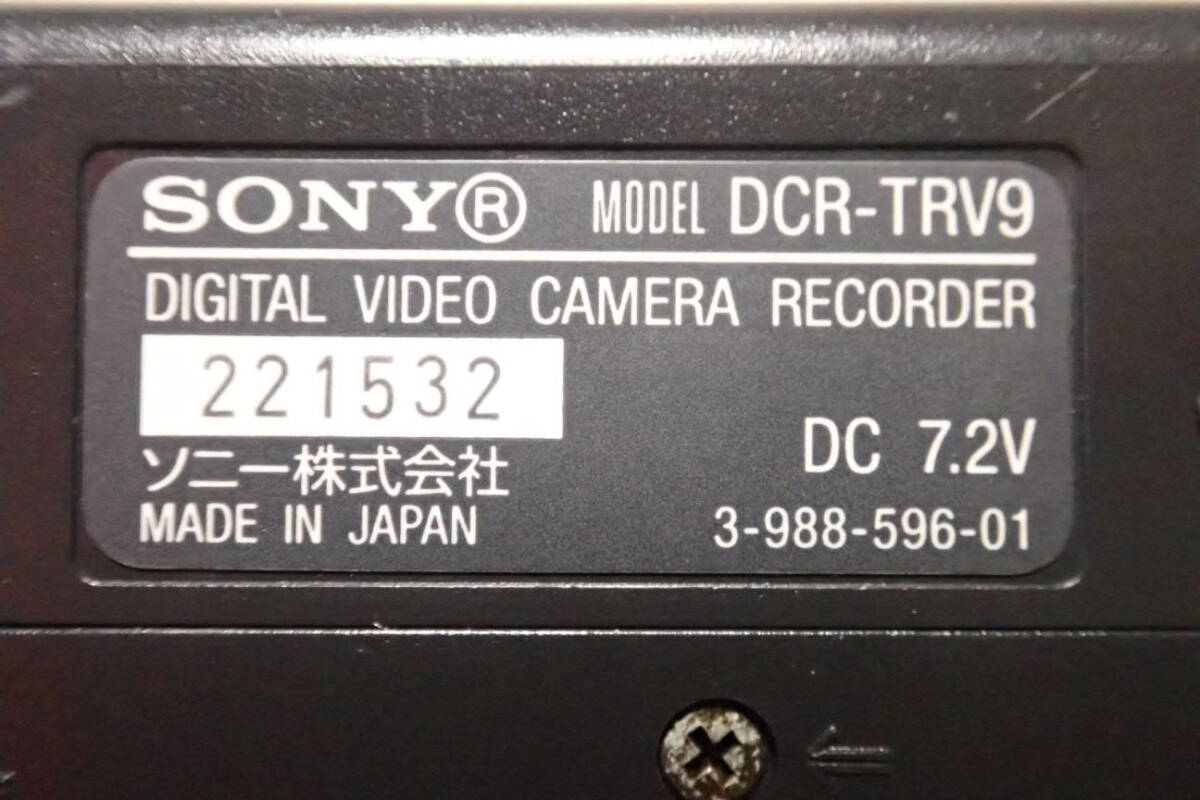 SONY® MODEL DCR-TRV9
DIGITAL VIDEO CAMERA RECORDER
221532
DC 7.2V
ソニー株式会社
MADE IN JAPAN 3-988-596-01